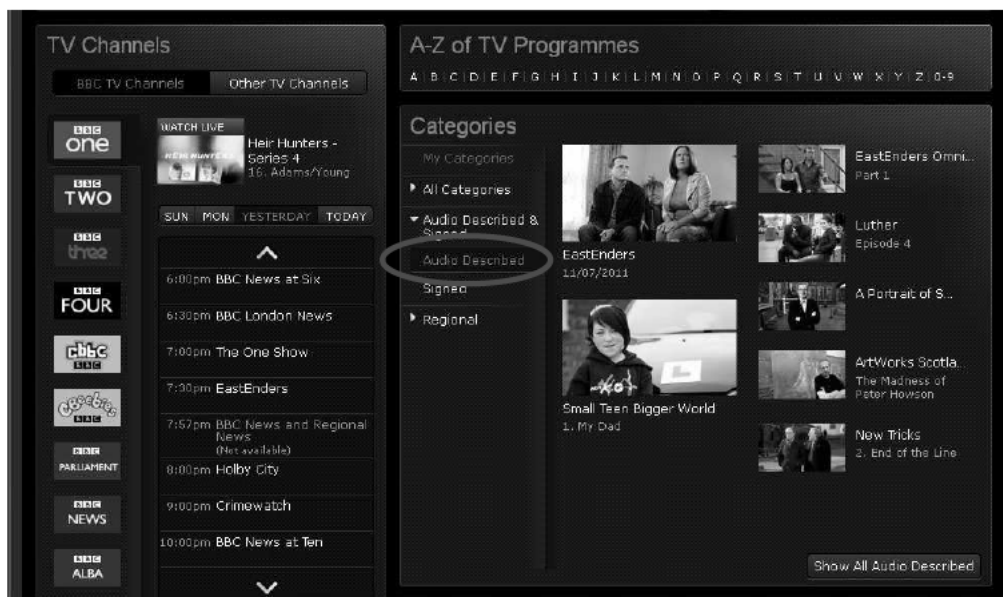 TV Channels
BBC TV Channels
Other TV Channels
BBC
one
BBC
TWO
BBC
three
BBC
FOUR
cbbc
BBC
CBeebies
BBC
BBC
PARLIAMENT
BBC
NEWS
BBC
ALBA
WATCH LIVE
HEIR HUNTERS
Heir Hunters -
Series 4
16. Adams/Young
SUN MON YESTERDAY TODAY
6:00pm BBC News at Six
6:30pm BBC London News
7:00pm The One Show
7:30pm EastEnders
7:57pm BBC News and Regional
News
(Not available)
8:00pm Holby City
9:00pm Crimewatch
10:00pm BBC News at Ten
A-Z of TV Programmes
A B C D E F G H I J K L M N O P Q R S T U V W X Y Z 0-9
Categories
My Categories
All Categories
Audio Described &
Signed
Audio Described
Signed
Regional
EastEnders
11/07/2011
L
Small Teen Bigger World
1. My Dad
EastEnders Omni...
Part 1
Luther
Episode 4
A Portrait of S...
ArtWorks Scotla...
The Madness of
Peter Howson
New Tricks
2. End of the Line
Show All Audio Described